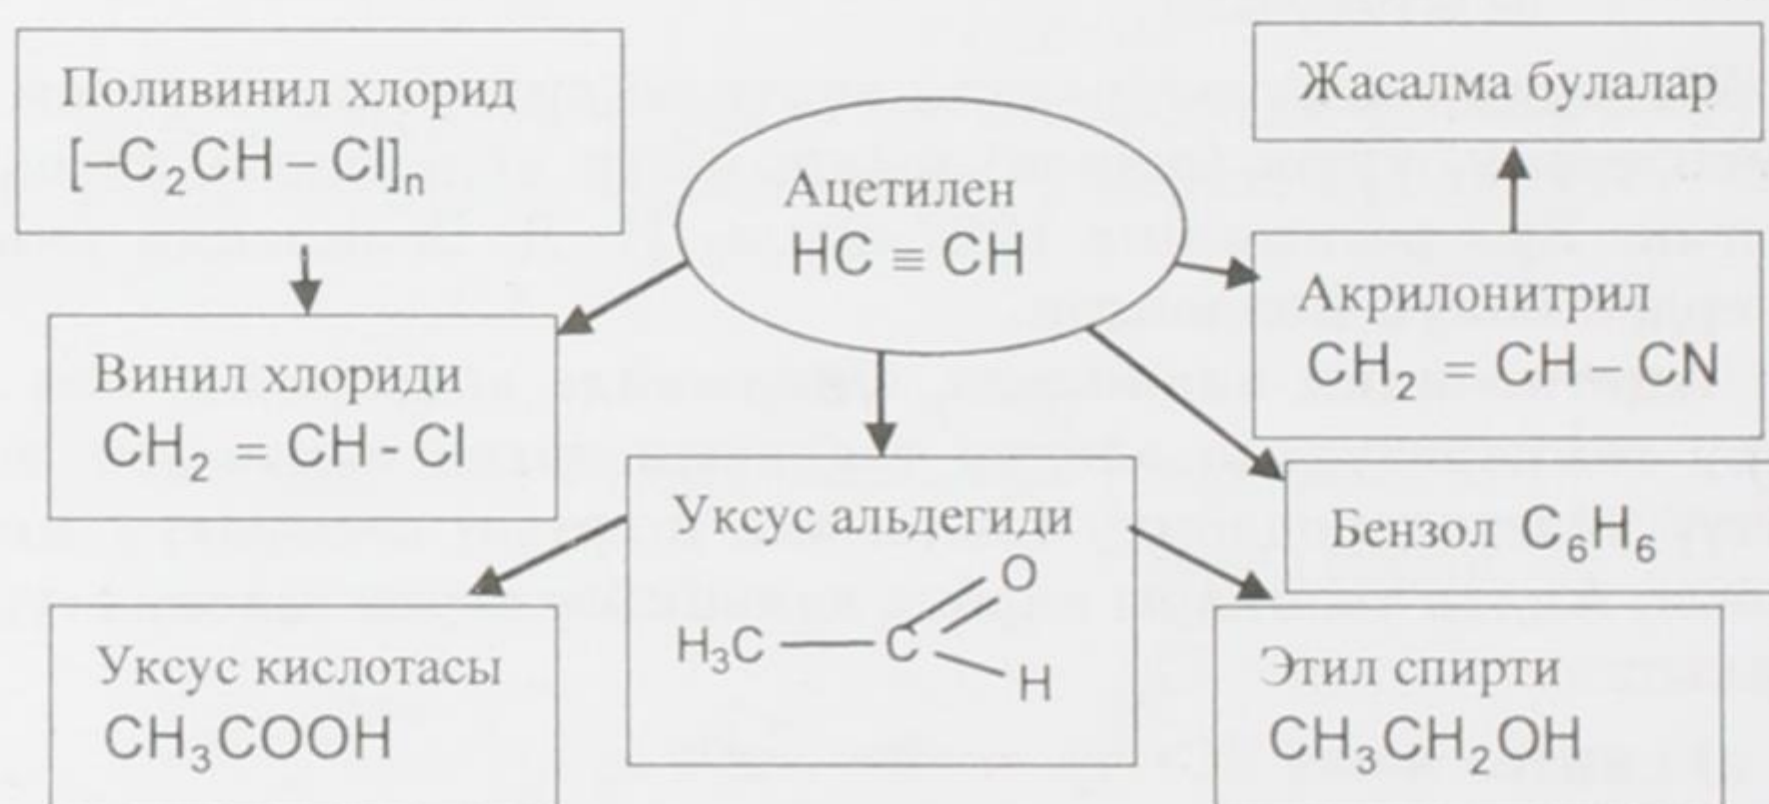 Поливинил хлорид
[–C₂CH – Cl]ₙ
Ацетилен
HC ≡ CH
Жасалма булалар
Акрилонитрил
CH₂ = CH – CN
Винил хлориди
CH₂ = CH - Cl
Уксус альдегиди
H₃C — C
O
H
Бензол C₆H₆
Уксус кислотасы
CH₃COOH
Этил спирти
CH₃CH₂OH